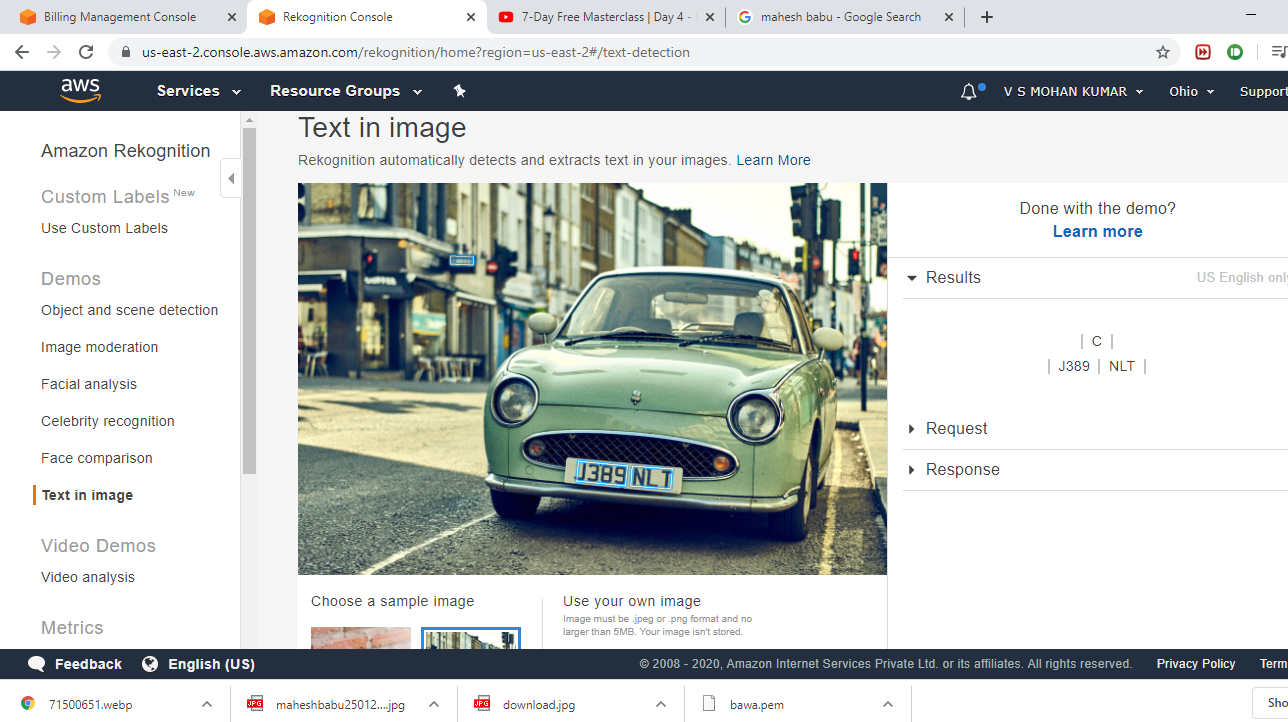 Billing Management Console
Rekognition Console
7-Day Free Masterclass | Day 4 -
mahesh babu - Google Search
us-east-2.console.aws.amazon.com/rekognition/home?region=us-east-2#/text-detection
aws
Services
Resource Groups
V S MOHAN KUMAR
Ohio
Support
Amazon Rekognition
Custom Labels New
Use Custom Labels
Demos
Object and scene detection
Image moderation
Facial analysis
Celebrity recognition
Face comparison
Text in image
Video Demos
Video analysis
Metrics
Text in image
Rekognition automatically detects and extracts text in your images. Learn More
J389 NLT
Choose a sample image
Use your own image
Image must be .jpeg or .png format and no
larger than 5MB. Your image isn't stored.
Done with the demo?
Learn more
Results
US English only
| C |
| J389 | NLT |
Request
Response
Feedback
English (US)
© 2008 - 2020, Amazon Internet Services Private Ltd. or its affiliates. All rights reserved.
Privacy Policy
Term
71500651.webp
maheshbabu25012....jpg
download.jpg
bawa.pem
Sho